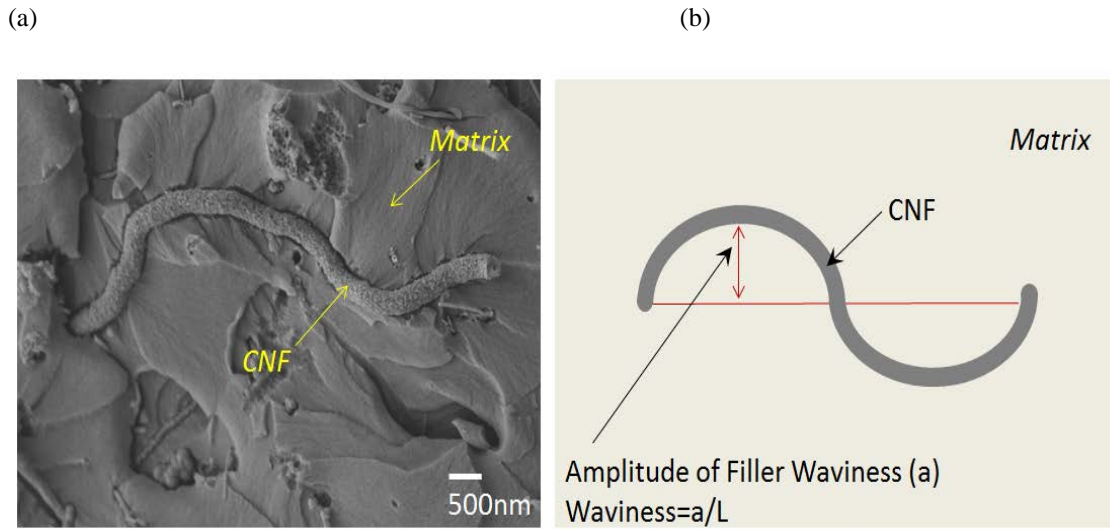 (a)
(b)
Matrix
CNF
500nm
Matrix
CNF
Amplitude of Filler Waviness (a)
Waviness=a/L